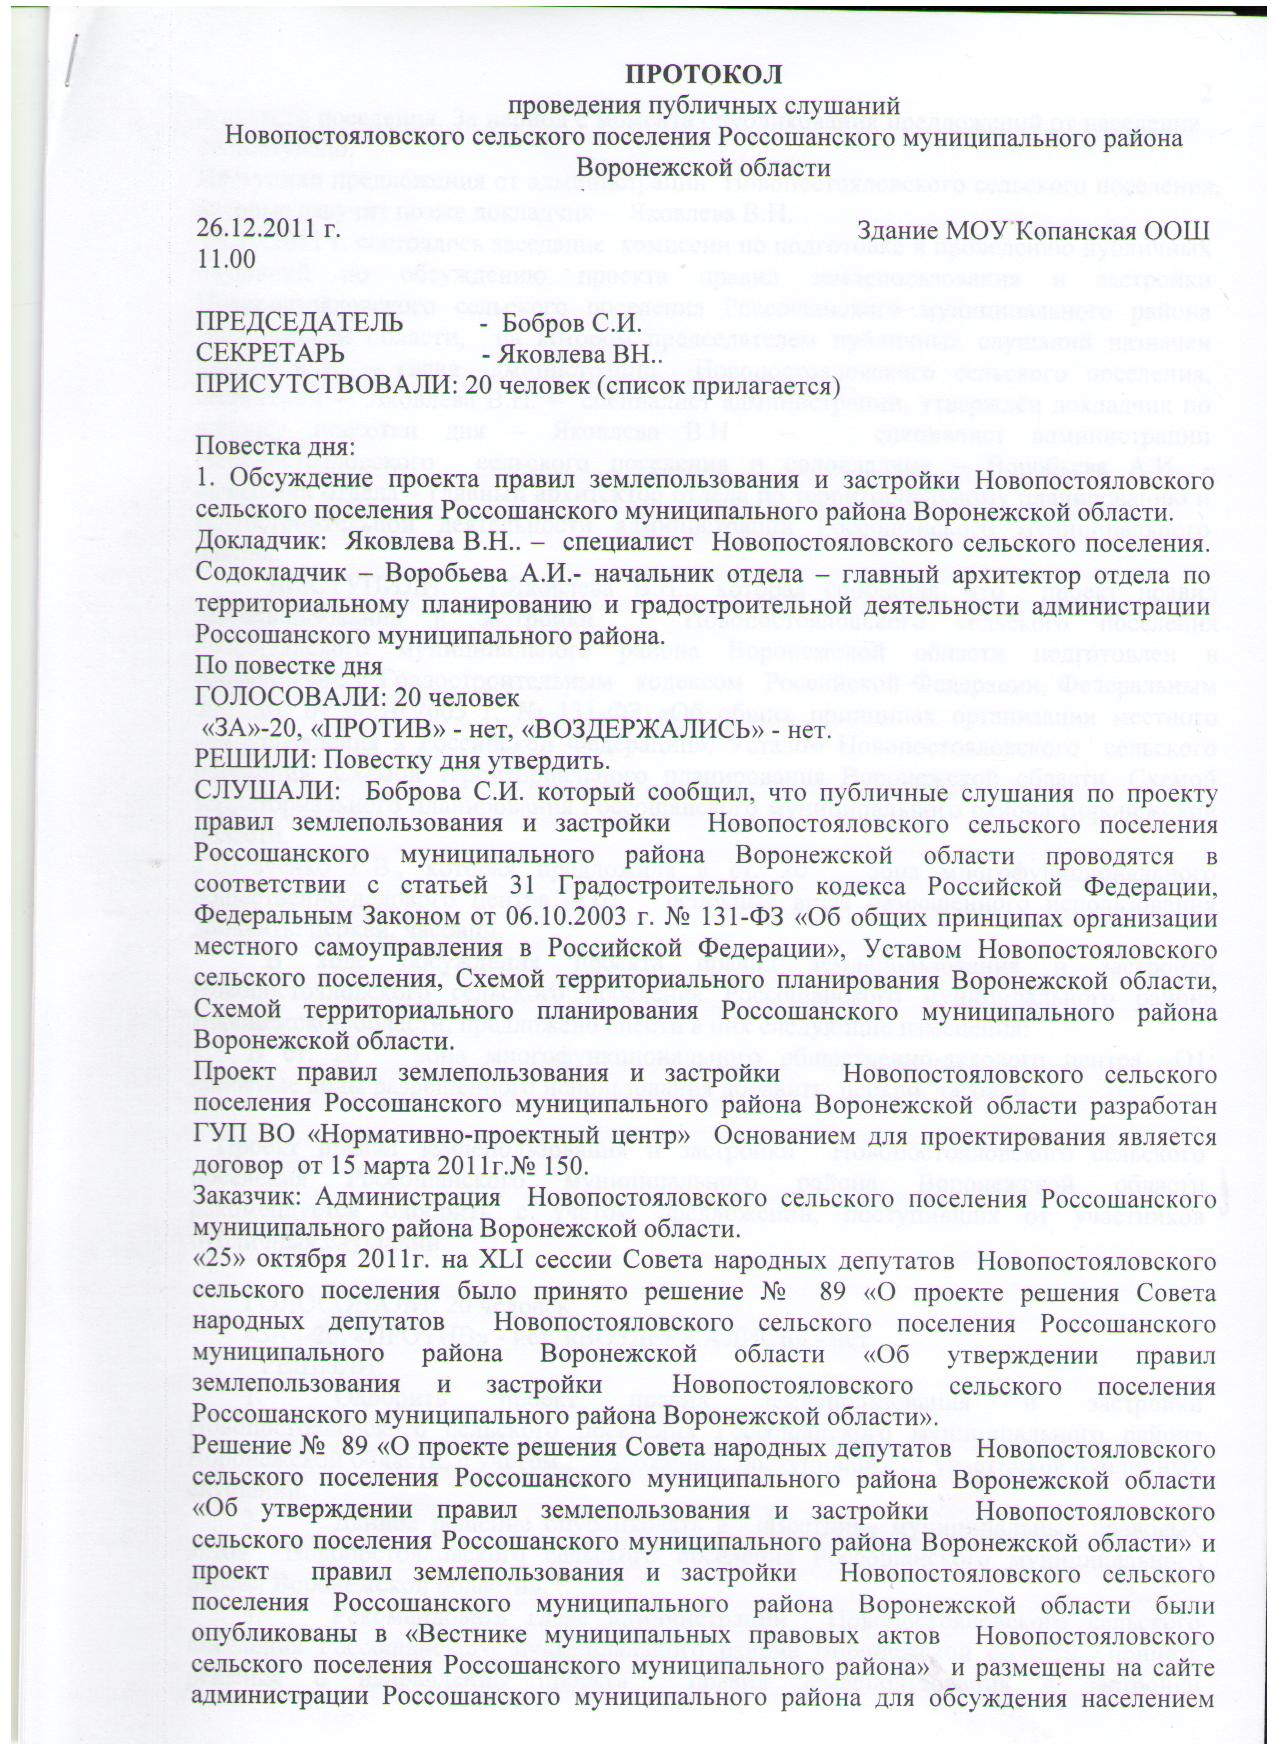 ПРОТОКОЛ
проведения публичных слушаний
Новопостояловского сельского поселения Россошанского муниципального района
Воронежской области
26.12.2011 г. Здание МОУ Копанская ООШ
11.00
ПРЕДСЕДАТЕЛЬ - Бобров С.И.
СЕКРЕТАРЬ - Яковлева ВН..
ПРИСУТСТВОВАЛИ: 20 человек (список прилагается)
Повестка дня:
1. Обсуждение проекта правил землепользования и застройки Новопостояловского
сельского поселения Россошанского муниципального района Воронежской области.
Докладчик: Яковлева В.Н.. – специалист Новопостояловского сельского поселения.
Содокладчик – Воробьева А.И.- начальник отдела – главный архитектор отдела по
территориальному планированию и градостроительной деятельности администрации
Россошанского муниципального района.
По повестке дня
ГОЛОСОВАЛИ: 20 человек
«ЗА»-20, «ПРОТИВ» - нет, «ВОЗДЕРЖАЛИСЬ» - нет.
РЕШИЛИ: Повестку дня утвердить.
СЛУШАЛИ: Боброва С.И. который сообщил, что публичные слушания по проекту
правил землепользования и застройки Новопостояловского сельского поселения
Россошанского муниципального района Воронежской области проводятся в
соответствии с статьей 31 Градостроительного кодекса Российской Федерации,
Федеральным Законом от 06.10.2003 г. № 131-ФЗ «Об общих принципах организации
местного самоуправления в Российской Федерации», Уставом Новопостояловского
сельского поселения, Схемой территориального планирования Воронежской области,
Схемой территориального планирования Россошанского муниципального района
Воронежской области.
Проект правил землепользования и застройки Новопостояловского сельского
поселения Россошанского муниципального района Воронежской области разработан
ГУП ВО «Нормативно-проектный центр» Основанием для проектирования является
договор от 15 марта 2011г.№ 150.
Заказчик: Администрация Новопостояловского сельского поселения Россошанского
муниципального района Воронежской области.
«25» октября 2011г. на XLI сессии Совета народных депутатов Новопостояловского
сельского поселения было принято решение № 89 «О проекте решения Совета
народных депутатов Новопостояловского сельского поселения Россошанского
муниципального района Воронежской области «Об утверждении правил
землепользования и застройки Новопостояловского сельского поселения
Россошанского муниципального района Воронежской области».
Решение № 89 «О проекте решения Совета народных депутатов Новопостояловского
сельского поселения Россошанского муниципального района Воронежской области
«Об утверждении правил землепользования и застройки Новопостояловского
сельского поселения Россошанского муниципального района Воронежской области» и
проект правил землепользования и застройки Новопостояловского сельского
поселения Россошанского муниципального района Воронежской области были
опубликованы в «Вестнике муниципальных правовых актов Новопостояловского
сельского поселения Россошанского муниципального района» и размещены на сайте
администрации Россошанского муниципального района для обсуждения населением